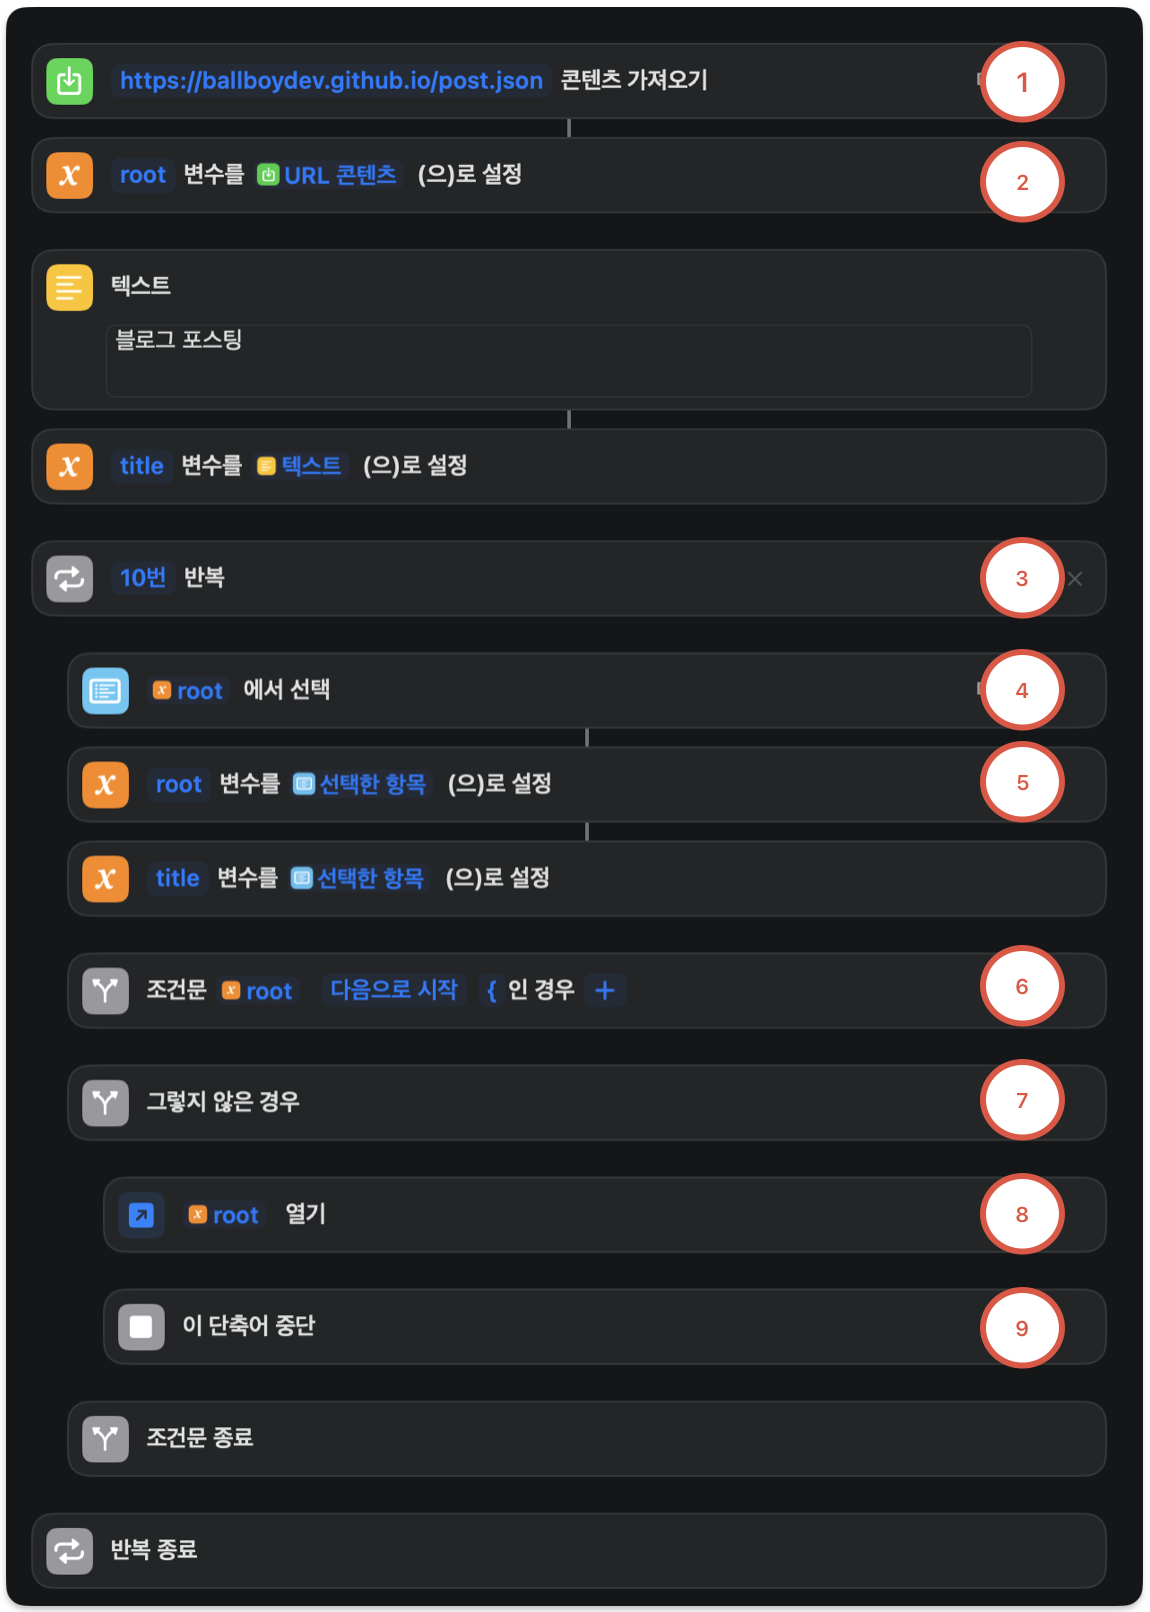 https://ballboydev.github.io/post.json 콘텐츠 가져오기
1
root 변수를 URL 콘텐츠 (으)로 설정
2
텍스트
블로그 포스팅
title 변수를 텍스트 (으)로 설정
10번 반복
3
root 에서 선택
4
root 변수를 선택한 항목 (으)로 설정
5
title 변수를 선택한 항목 (으)로 설정
조건문 root 다음으로 시작 { 인 경우 +
6
그렇지 않은 경우
7
root 열기
8
이 단축어 중단
9
조건문 종료
반복 종료